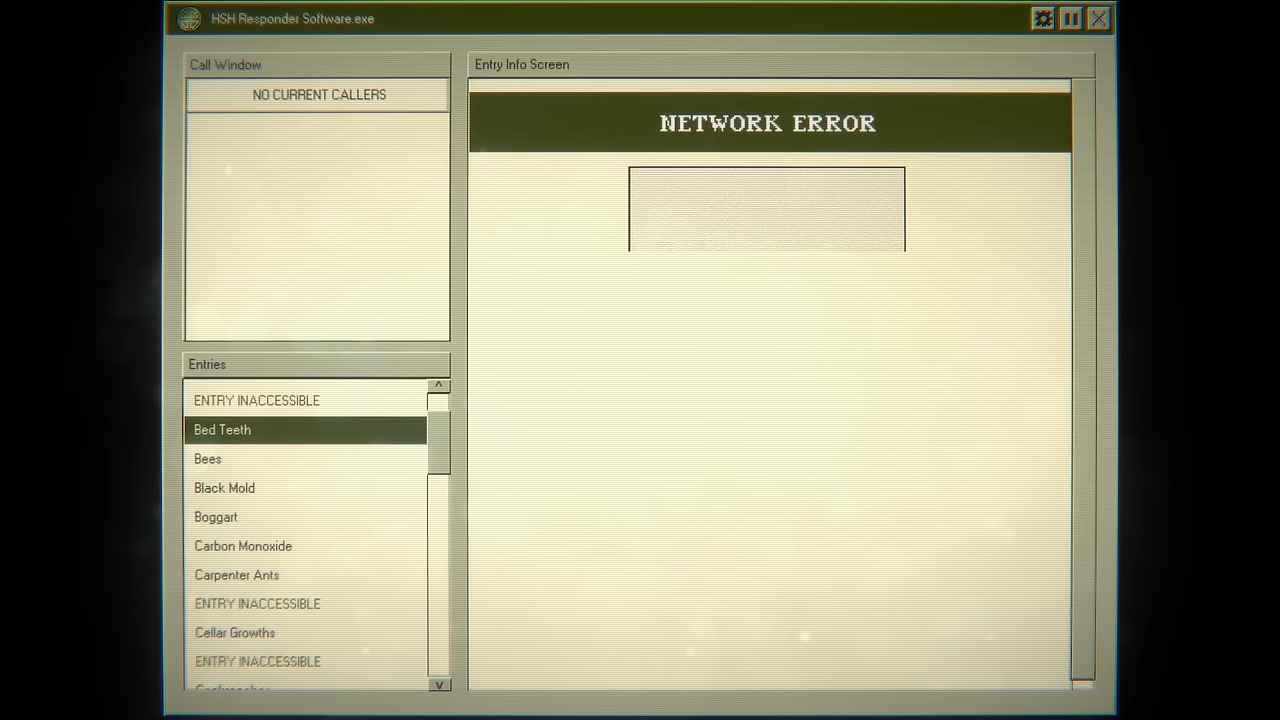 HSH Responder Software.exe
Call Window
NO CURRENT CALLERS
Entry Info Screen
NETWORK ERROR
Entries
ENTRY INACCESSIBLE
Bed Teeth
Bees
Black Mold
Boggart
Carbon Monoxide
Carpenter Ants
ENTRY INACCESSIBLE
Cellar Growths
ENTRY INACCESSIBLE